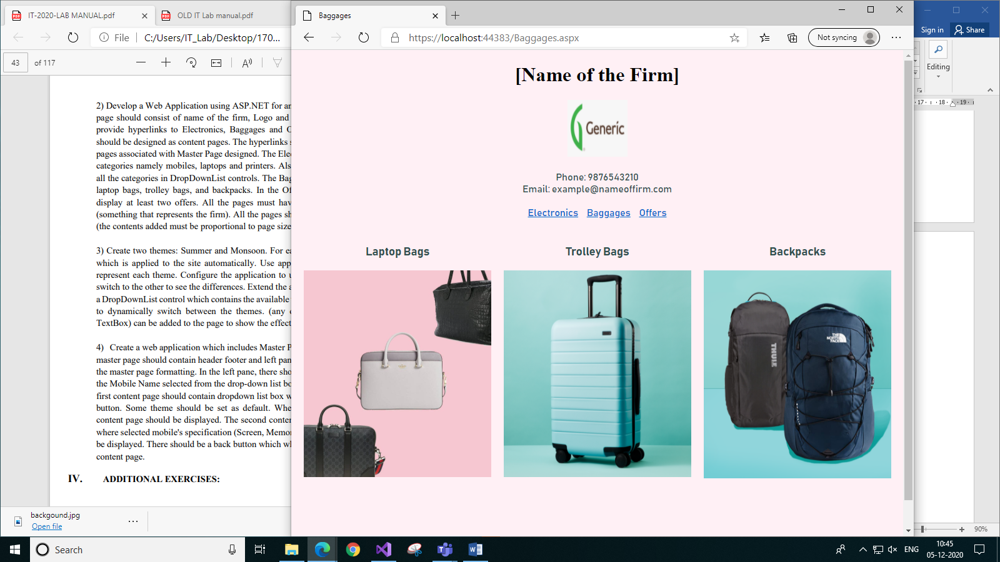 IT-2020-LAB MANUAL.pdf
OLD IT Lab manual.pdf
File
C:/Users/IT_Lab/Desktop/170...
43 of 117
2) Develop a Web Application using ASP.NET for an
page should consist of name of the firm, Logo and
provide hyperlinks to Electronics, Baggages and O
should be designed as content pages. The hyperlinks s
pages associated with Master Page designed. The Elec
categories namely mobiles, laptops and printers. Als
all the categories in DropDownList controls. The Bag
laptop bags, trolley bags, and backpacks. In the Of
display at least two offers. All the pages must hav
(something that represents the firm). All the pages sh
(the contents added must be proportional to page size
3) Create two themes: Summer and Monsoon. For ea
which is applied to the site automatically. Use app
represent each theme. Configure the application to u
switch to the other to see the differences. Extend the a
a DropDownList control which contains the available
to dynamically switch between the themes. (any c
TextBox) can be added to the page to show the effect
4) Create a web application which includes Master P
master page should contain header footer and left pan
the master page formatting. In the left pane, there sho
the Mobile Name selected from the drop-down list bo
first content page should contain dropdown list box w
button. Some theme should be set as default. Whe
content page should be displayed. The second conten
where selected mobile's specification (Screen, Memor
be displayed. There should be a back button which wh
content page.
IV. ADDITIONAL EXERCISES:
backgound.jpg
Open file
Baggages
https://localhost:44383/Baggages.aspx
Not syncing
[Name of the Firm]
Generic
Phone: 9876543210
Email: example@nameoffirm.com
Electronics Baggages Offers
Laptop Bags Trolley Bags Backpacks
THULE
THE
NORTH
FACE
Sign in Share
Editing
17 18 19
90%
Search
ENG
10:45
05-12-2020